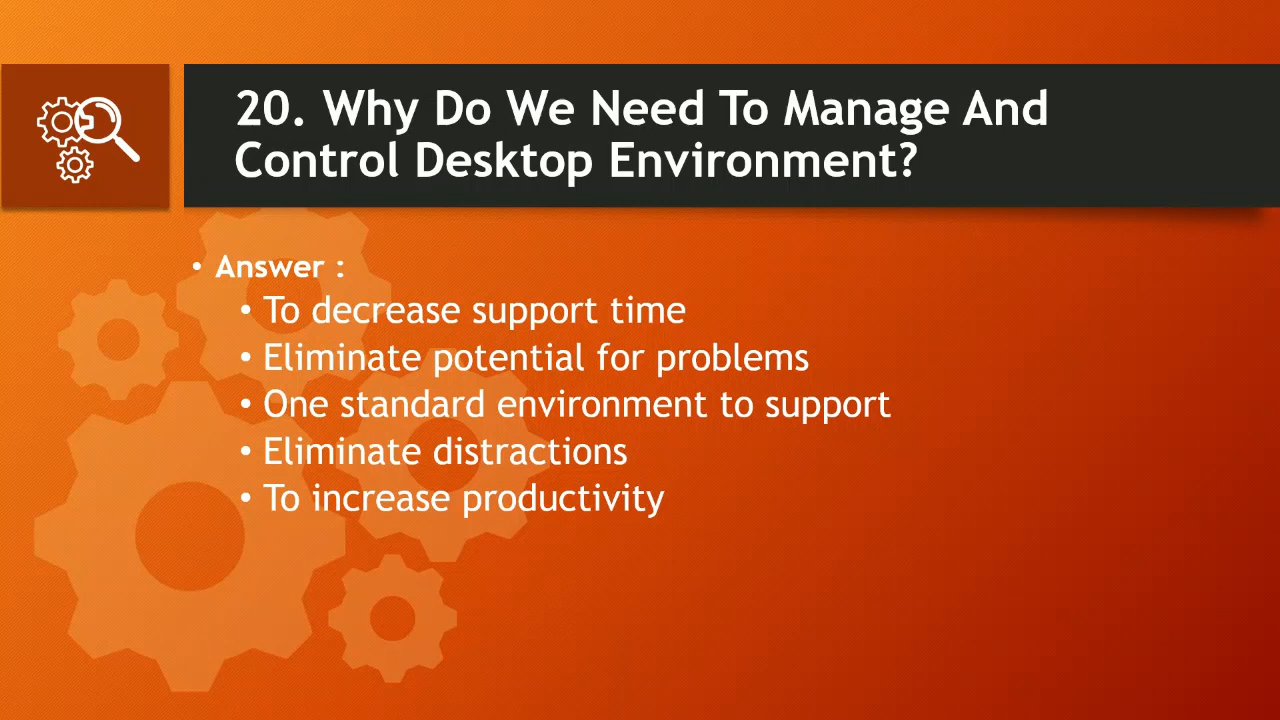 20. Why Do We Need To Manage And
Control Desktop Environment?
• Answer :
• To decrease support time
• Eliminate potential for problems
• One standard environment to support
• Eliminate distractions
• To increase productivity